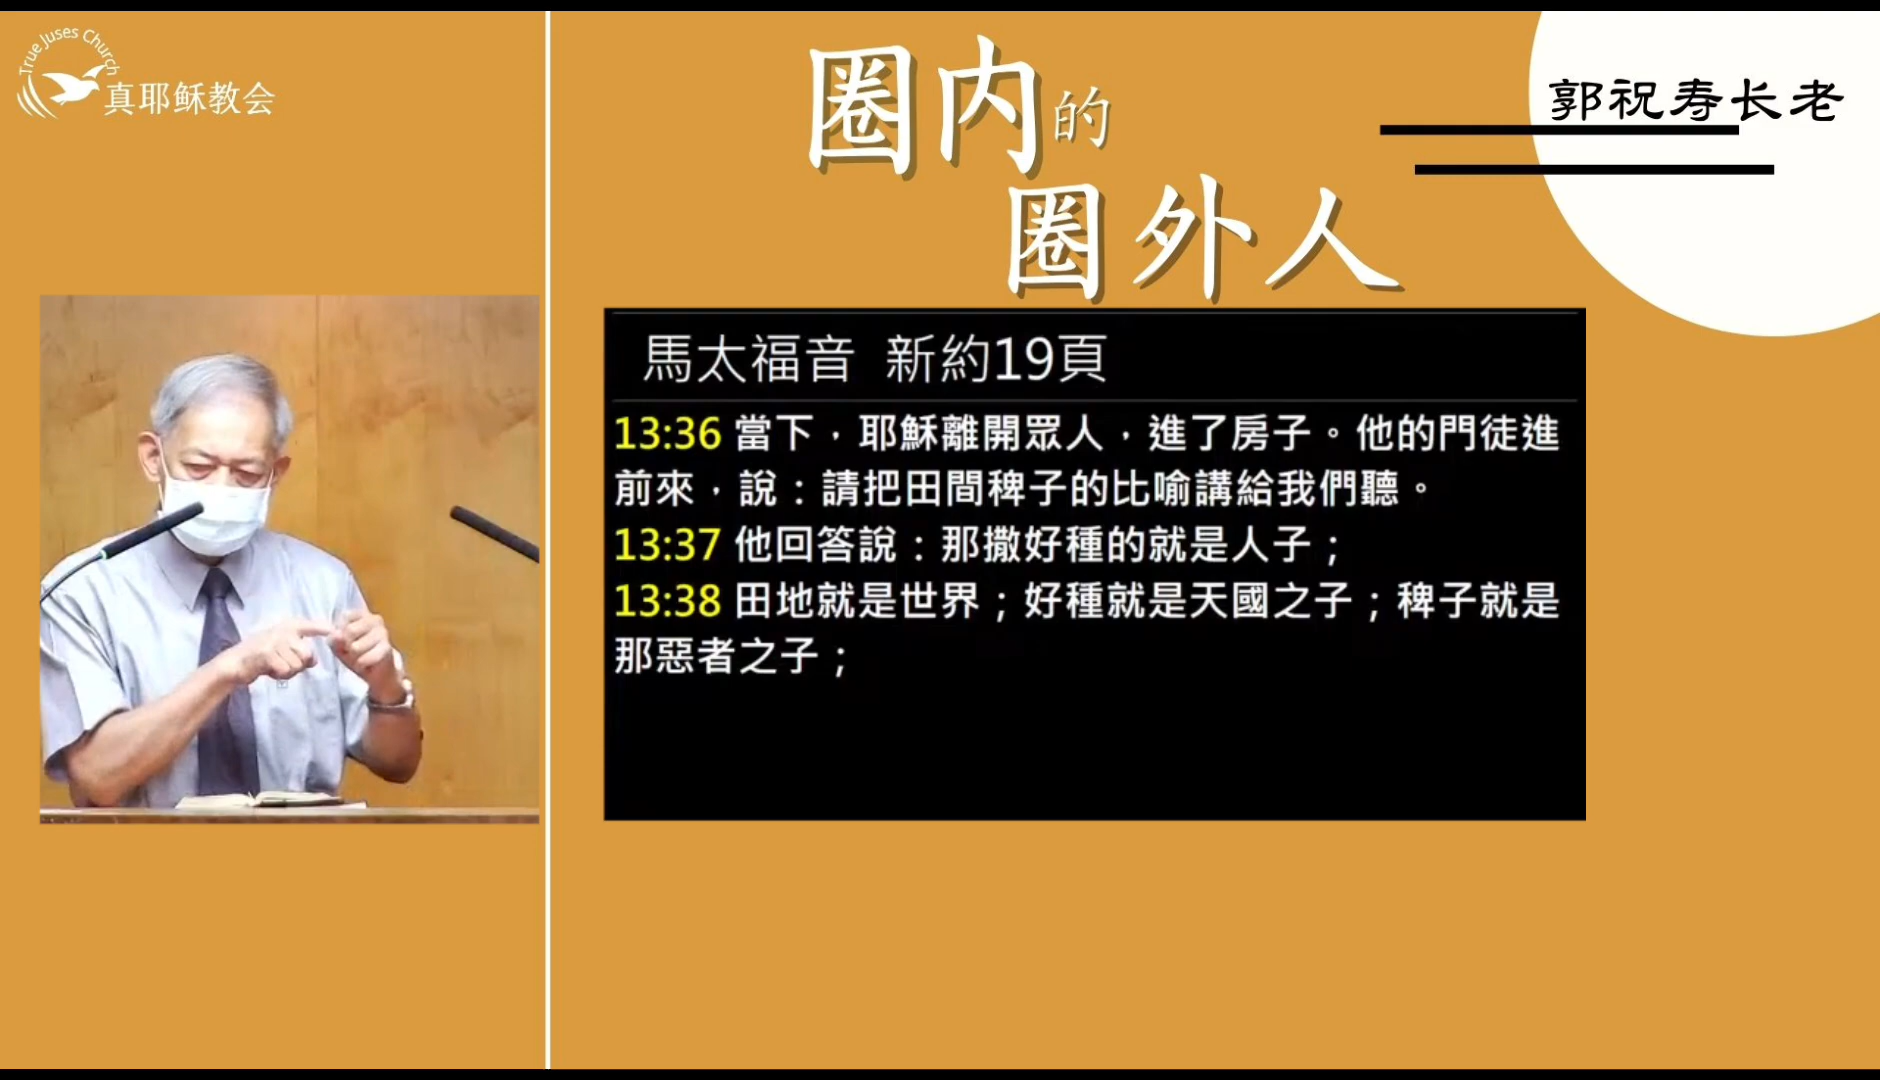 True Juses Church
真耶稣教会
圈内的
圈外人
郭祝寿长老
馬太福音 新約19頁
13:36 當下，耶穌離開眾人，進了房子。他的門徒進
前來，說：請把田間稗子的比喻講給我們聽。
13:37 他回答說：那撒好種的就是人子；
13:38 田地就是世界；好種就是天國之子；稗子就是
那惡者之子；